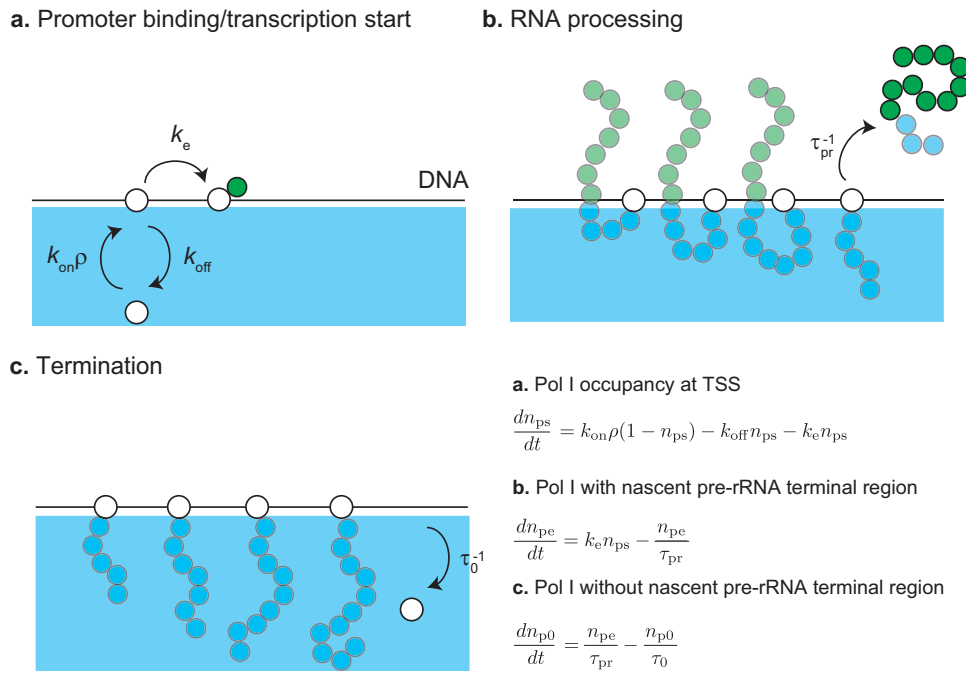 a. Promoter binding/transcription start
k_e
DNA
k_on ρ
k_off
b. RNA processing
τ_pr^-1
c. Termination
τ_0^-1
a. Pol I occupancy at TSS
dn_ps/dt = k_on ρ(1 − n_ps) − k_off n_ps − k_e n_ps
b. Pol I with nascent pre-rRNA terminal region
dn_pe/dt = k_e n_ps − n_pe/τ_pr
c. Pol I without nascent pre-rRNA terminal region
dn_p0/dt = n_pe/τ_pr − n_p0/τ_0